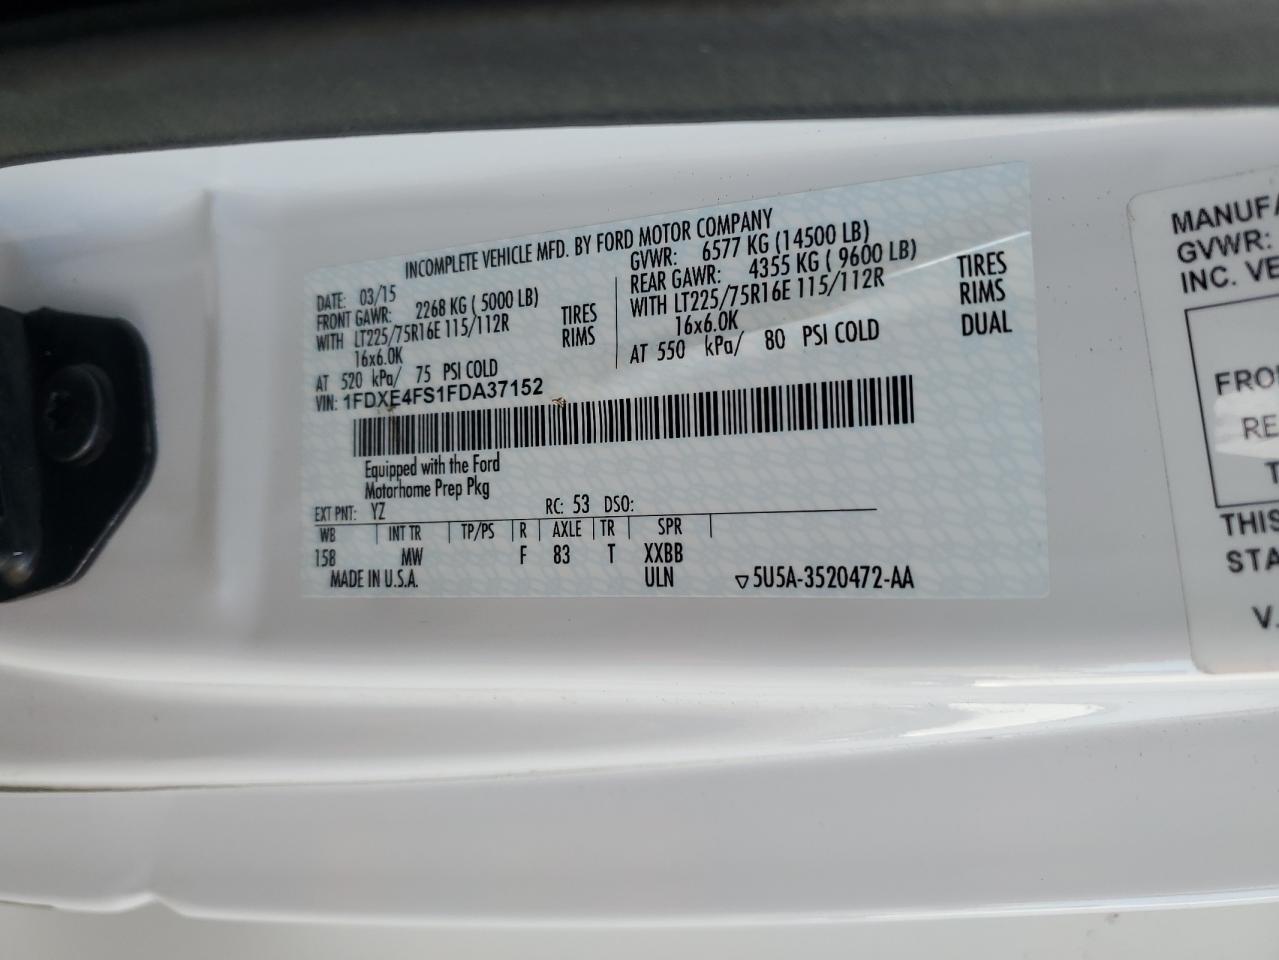 INCOMPLETE VEHICLE MFD. BY FORD MOTOR COMPANY
DATE: 03/15
FRONT GAWR: 2268 KG ( 5000 LB)
WITH LT225/75R16E 115/112R TIRES
16x6.0K RIMS
AT 520 kPa/ 75 PSI COLD
GVWR: 6577 KG (14500 LB)
REAR GAWR: 4355 KG ( 9600 LB)
WITH LT225/75R16E 115/112R TIRES
16x6.0K RIMS
AT 550 kPa/ 80 PSI COLD DUAL
VIN: 1FDXE4FS1FDA37152
Equipped with the Ford
Motorhome Prep Pkg
EXT PNT: YZ RC: 53 DSO:
WB INT TR TP/PS R AXLE TR SPR
158 MW F 83 T XXBB
MADE IN U.S.A. ULN ▽5U5A-3520472-AA
MANUFA
GVWR:
INC. VE
FRO
RE
T
THIS
STA
V.